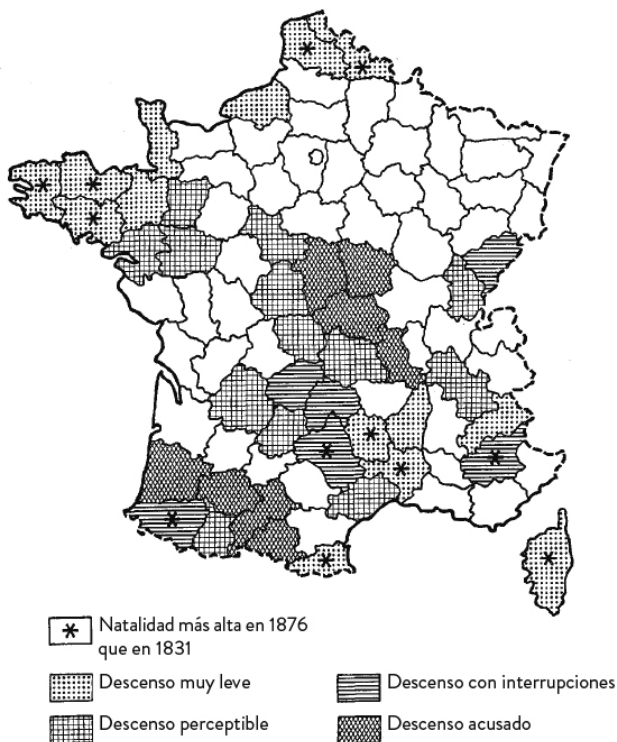 * Natalidad más alta en 1876
que en 1831
Descenso muy leve
Descenso con interrupciones
Descenso perceptible
Descenso acusado